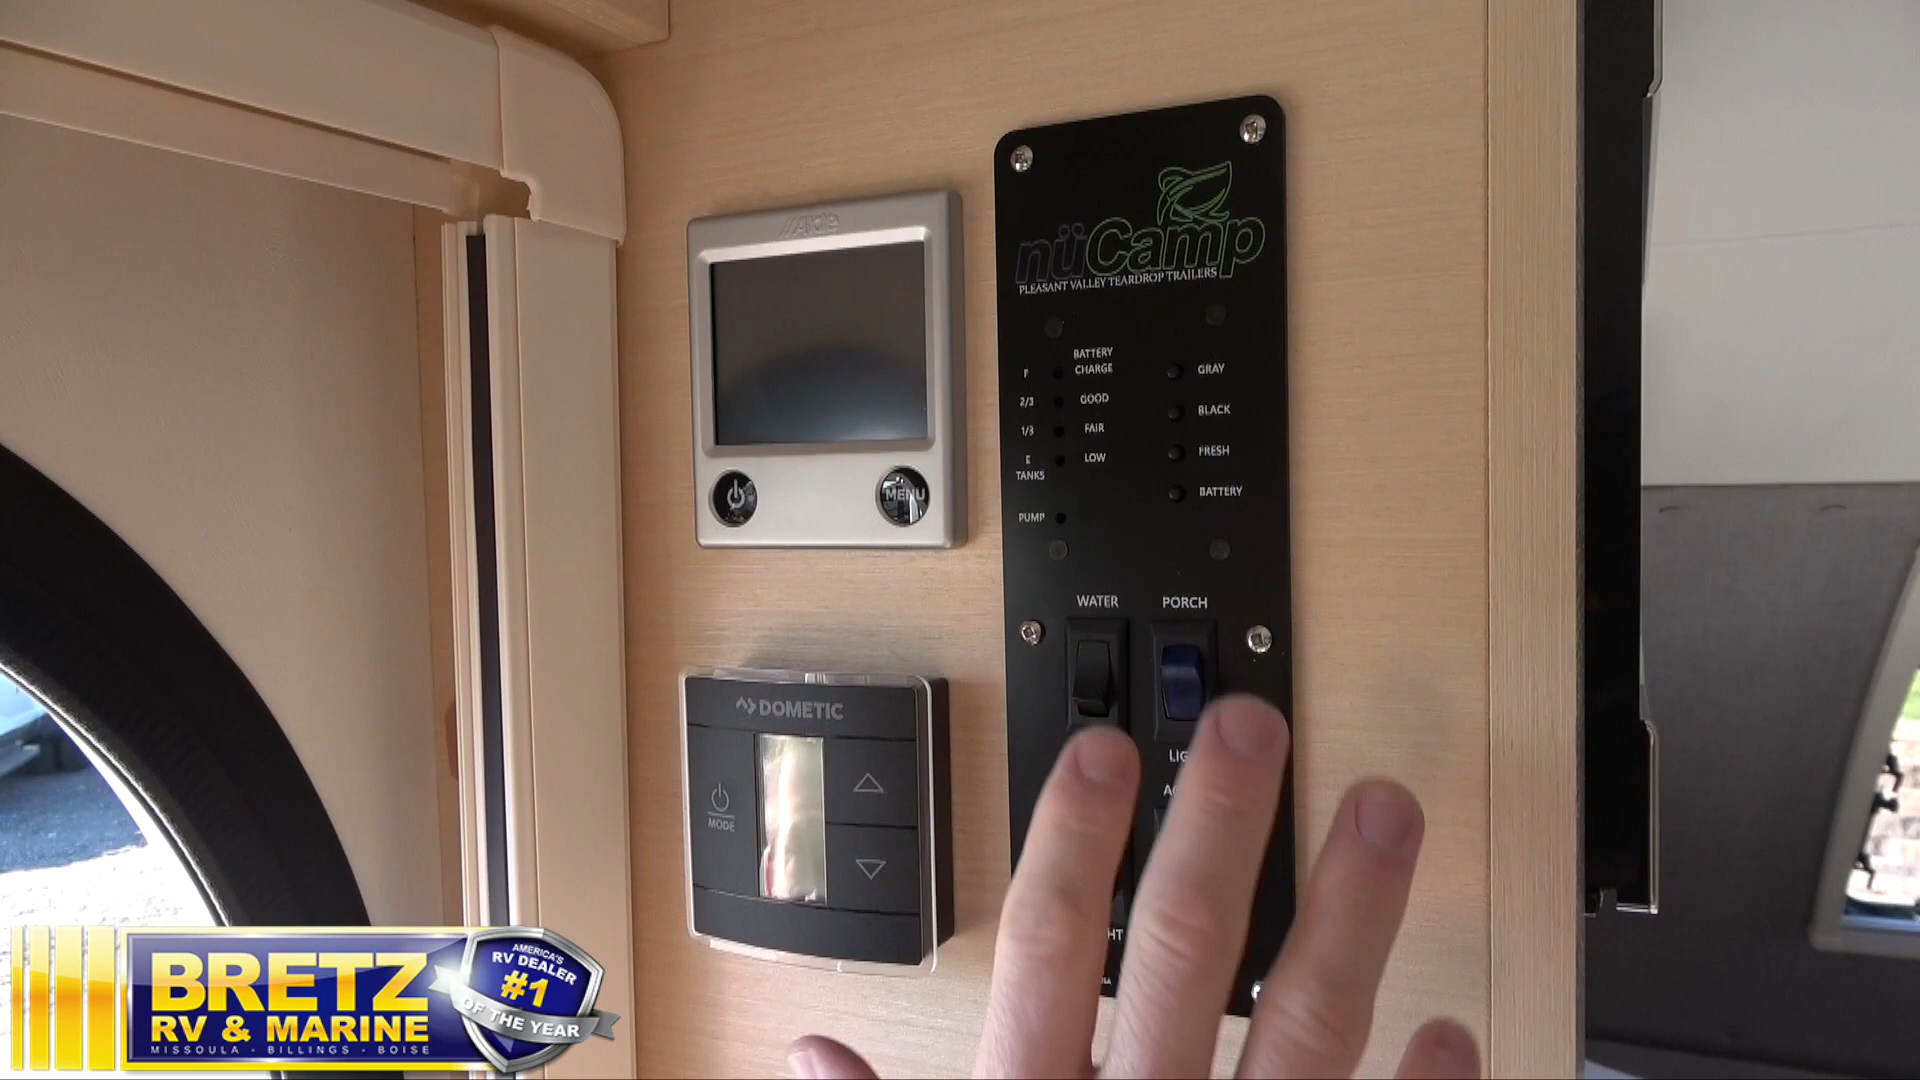 Alde
MENU
DOMETIC
MODE
nüCamp
PLEASANT VALLEY TEARDROP TRAILERS
BATTERY
F CHARGE GRAY
2/3 GOOD BLACK
1/3 FAIR
E LOW FRESH
TANKS
BATTERY
PUMP
WATER PORCH
BRETZ
RV & MARINE
MISSOULA - BILLINGS - BOISE
AMERICA'S
RV DEALER
#1
OF THE YEAR